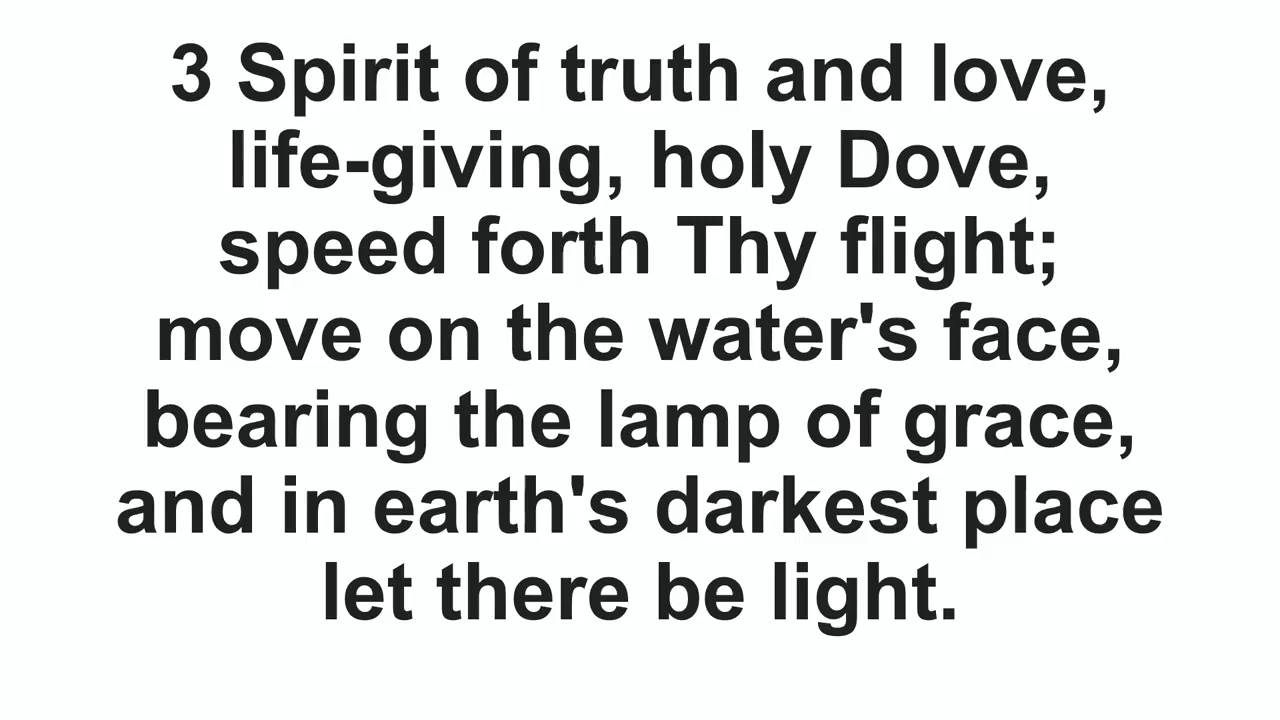 3 Spirit of truth and love,
life-giving, holy Dove,
speed forth Thy flight;
move on the water's face,
bearing the lamp of grace,
and in earth's darkest place
let there be light.